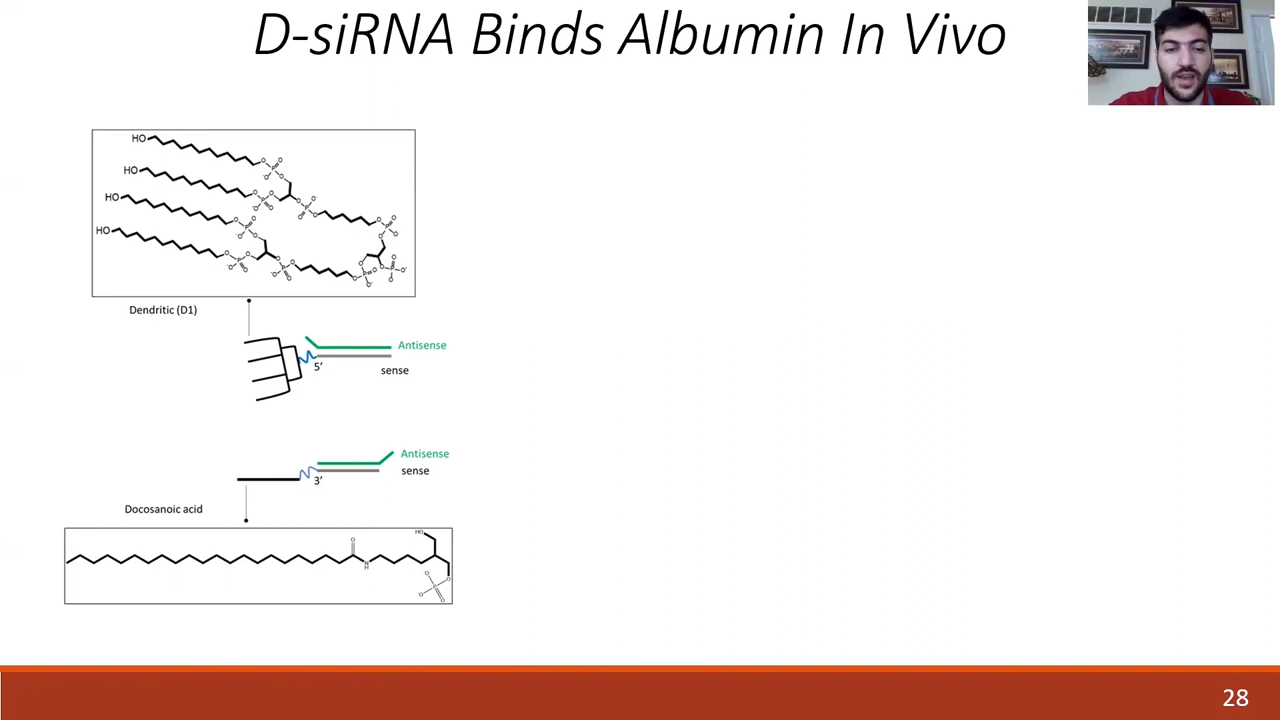 D-siRNA Binds Albumin In Vivo
HO
HO
HO
HO
Dendritic (D1)
Antisense
5′
sense
Antisense
sense
3′
Docosanoic acid
HO
O
N
H
28